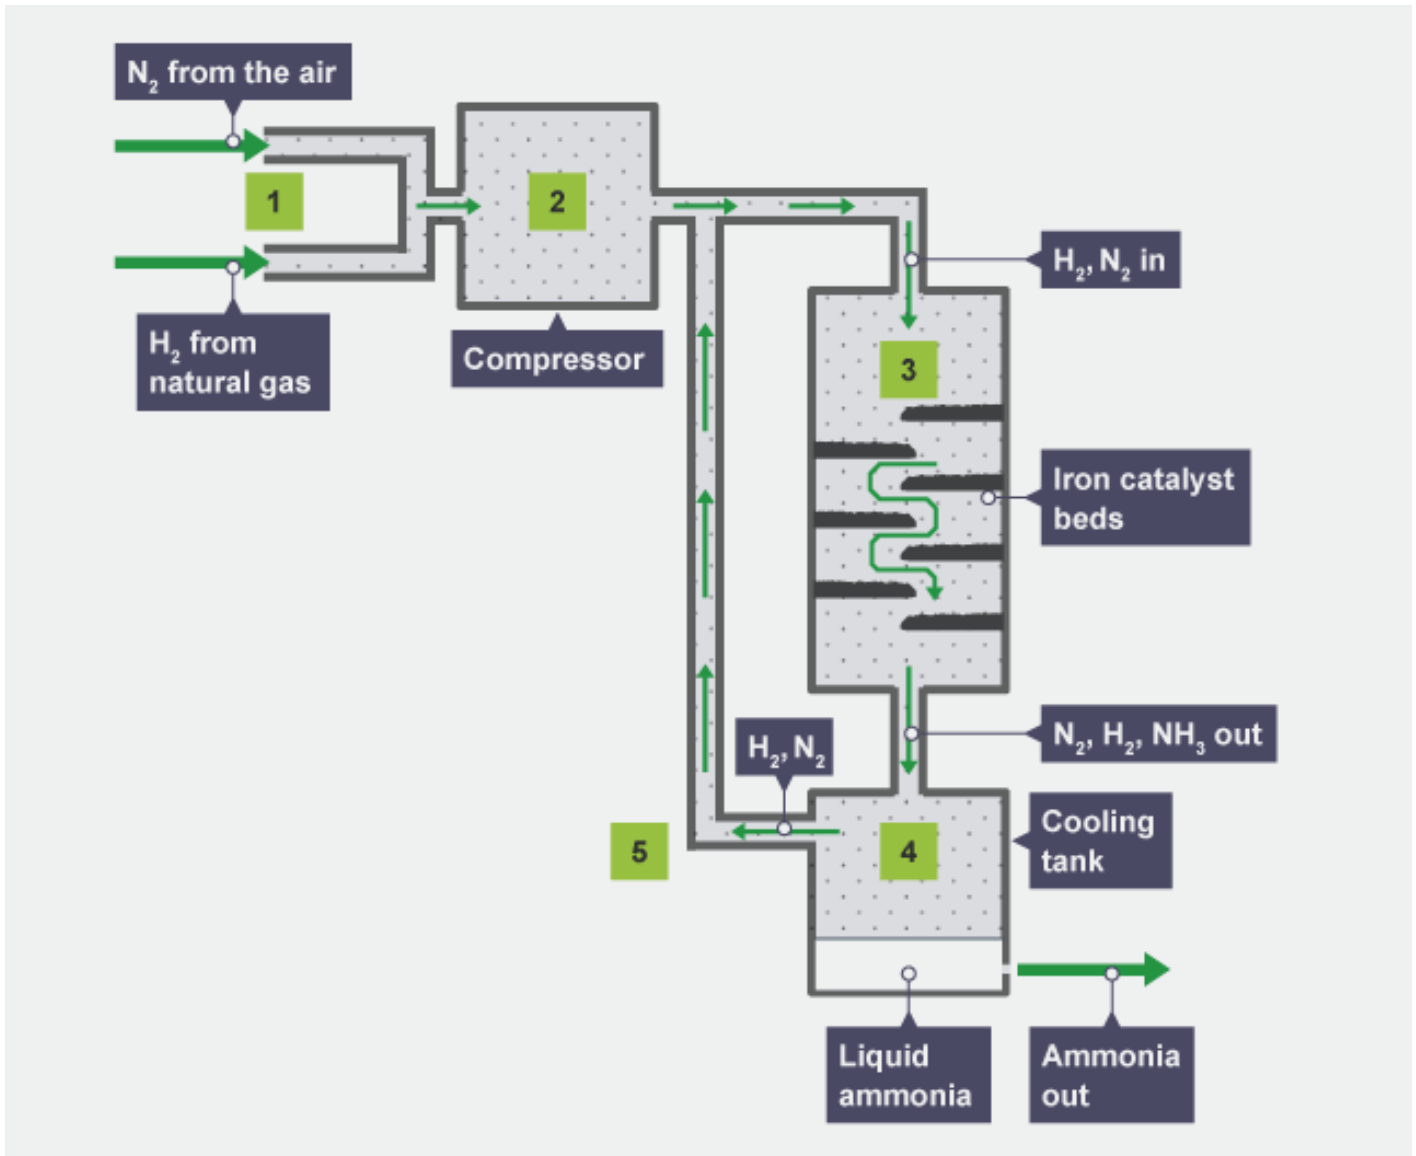 N₂ from the air
1
2
H₂ from
natural gas
Compressor
H₂, N₂ in
3
Iron catalyst
beds
N₂, H₂, NH₃ out
H₂, N₂
Cooling
tank
5
4
Liquid
ammonia
Ammonia
out